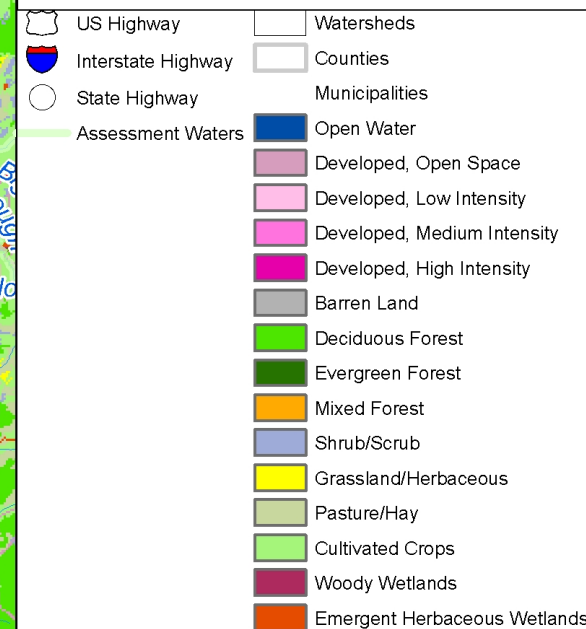 US Highway
Interstate Highway
State Highway
Assessment Waters
Watersheds
Counties
Municipalities
Open Water
Developed, Open Space
Developed, Low Intensity
Developed, Medium Intensity
Developed, High Intensity
Barren Land
Deciduous Forest
Evergreen Forest
Mixed Forest
Shrub/Scrub
Grassland/Herbaceous
Pasture/Hay
Cultivated Crops
Woody Wetlands
Emergent Herbaceous Wetlands